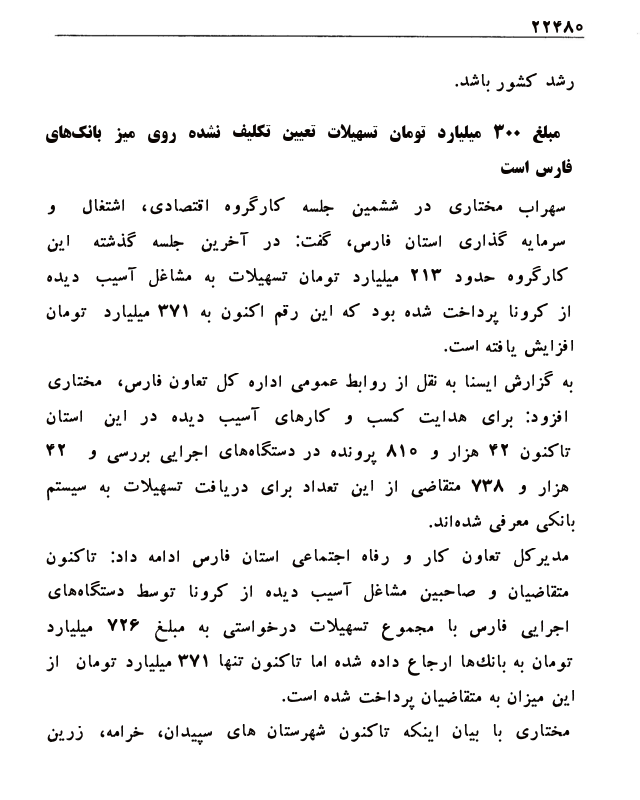 ۲۲۴۸۰
رشد کشور باشد.
مبلغ ۳۰۰ میلیارد تومان تسهیلات تعیین تکلیف نشده روی میز بانک‌های
فارس است
سهراب مختاری در ششمین جلسه کارگروه اقتصادی، اشتغال و
سرمایه گذاری استان فارس، گفت: در آخرین جلسه گذشته این
کارگروه حدود ۲۱۳ میلیارد تومان تسهیلات به مشاغل آسیب دیده
از کرونا پرداخت شده بود که این رقم اکنون به ۳۷۱ میلیارد تومان
افزایش یافته است.
به گزارش ایسنا به نقل از روابط عمومی اداره کل تعاون فارس، مختاری
افزود: برای هدایت کسب و کارهای آسیب دیده در این استان
تاکنون ۴۲ هزار و ۸۱۰ پرونده در دستگاه‌های اجرایی بررسی و ۴۲
هزار و ۷۳۸ متقاضی از این تعداد برای دریافت تسهیلات به سیستم
بانکی معرفی شده‌اند.
مدیرکل تعاون کار و رفاه اجتماعی استان فارس ادامه داد: تاکنون
متقاضیان و صاحبین مشاغل آسیب دیده از کرونا توسط دستگاه‌های
اجرایی فارس با مجموع تسهیلات درخواستی به مبلغ ۷۲۶ میلیارد
تومان به بانک‌ها ارجاع داده شده اما تاکنون تنها ۳۷۱ میلیارد تومان از
این میزان به متقاضیان پرداخت شده است.
مختاری با بیان اینکه تاکنون شهرستان های سپیدان، خرامه، زرین